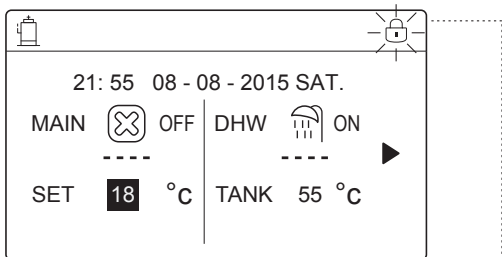 21: 55 08 - 08 - 2015 SAT.
MAIN OFF DHW ON
---- ----
SET 18 °c TANK 55 °c